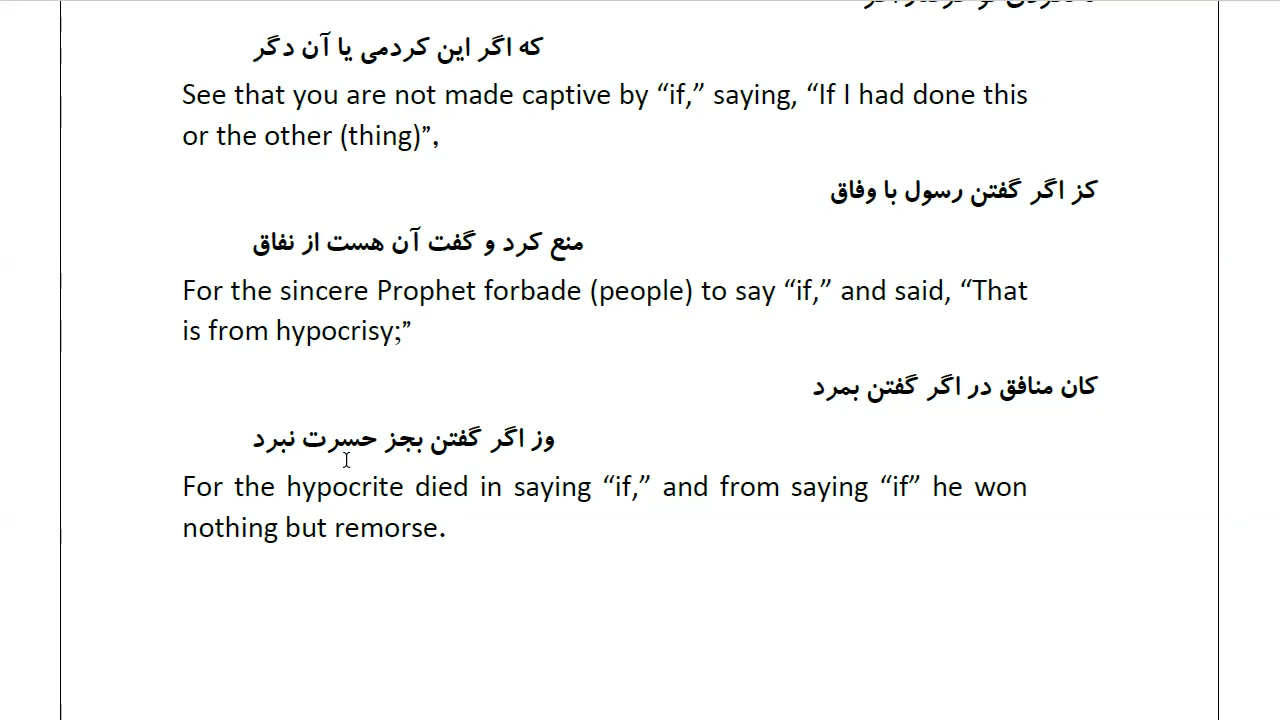 که اگر این کردمی یا آن دگر
See that you are not made captive by “if,” saying, “If I had done this
or the other (thing)”,
کز اگر گفتن رسول با وفاق
منع کرد و گفت آن هست از نفاق
For the sincere Prophet forbade (people) to say “if,” and said, “That
is from hypocrisy;”
کان منافق در اگر گفتن بمرد
وز اگر گفتن بجز حسرت نبرد
For the hypocrite died in saying “if,” and from saying “if” he won
nothing but remorse.